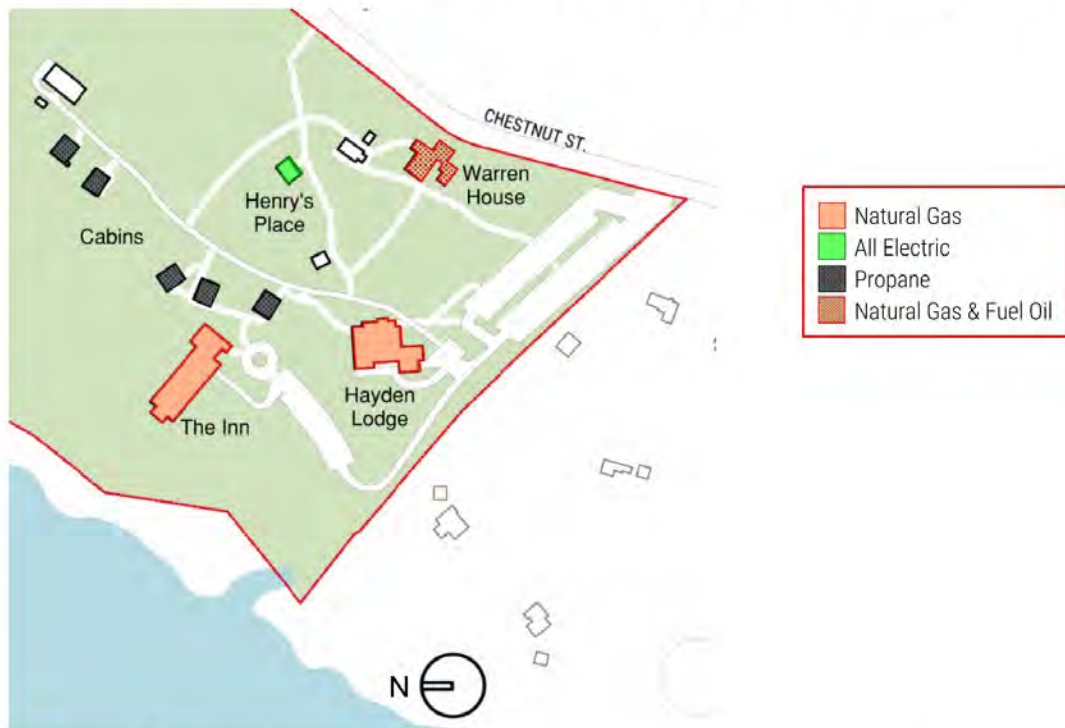 CHESTNUT ST.
Warren
House
Henry's
Place
Cabins
Hayden
Lodge
The Inn
N
Natural Gas
All Electric
Propane
Natural Gas & Fuel Oil